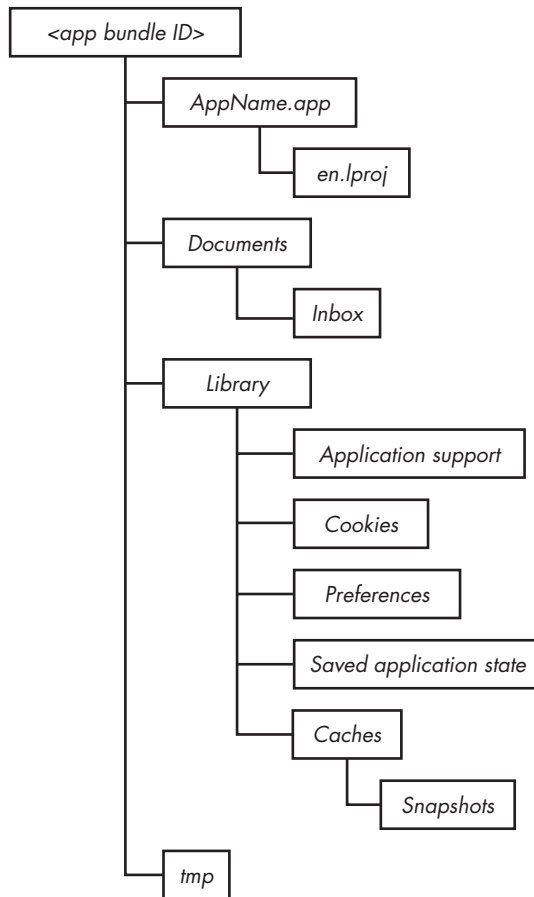 <app bundle ID>
AppName.app
en.lproj
Documents
Inbox
Library
Application support
Cookies
Preferences
Saved application state
Caches
Snapshots
tmp